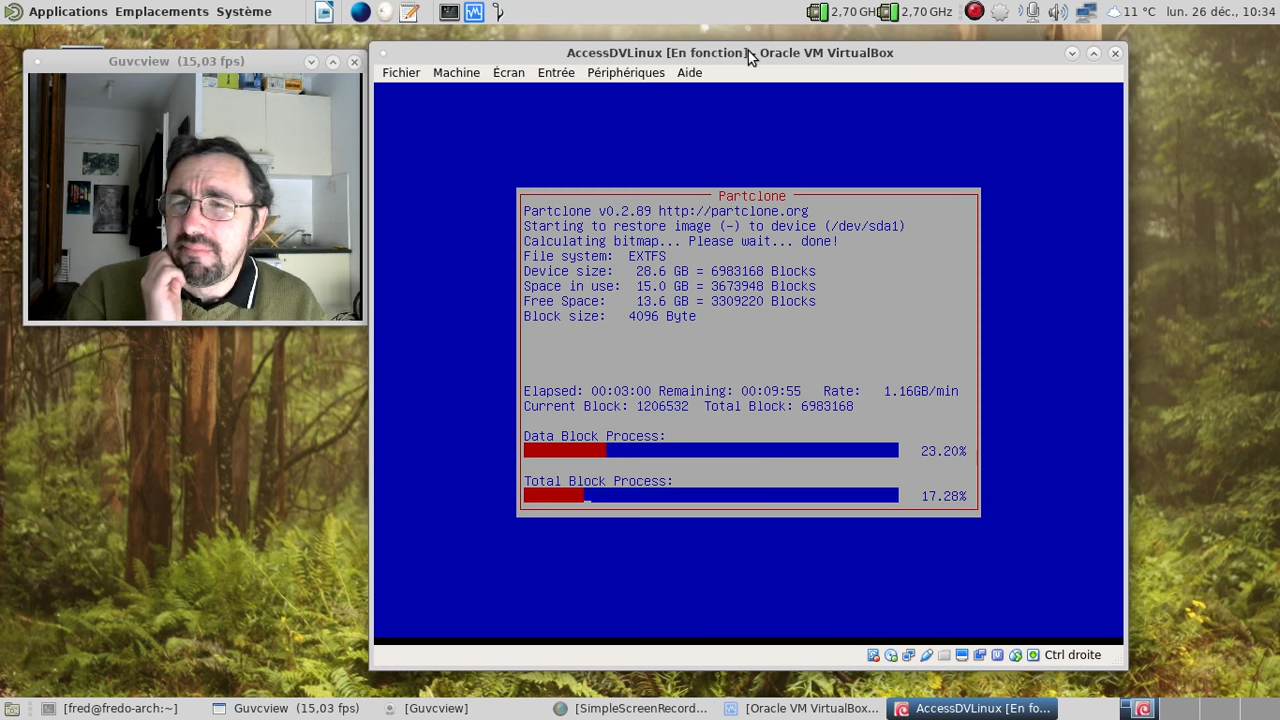 Applications Emplacements Système
2,70 GH 2,70 GHz 11 °C lun. 26 déc., 10:34
Guvcview (15,03 fps)
AccessDVLinux [En fonction] - Oracle VM VirtualBox
Fichier Machine Écran Entrée Périphériques Aide
Partclone
Partclone v0.2.89 http://partclone.org
Starting to restore image (-) to device (/dev/sda1)
Calculating bitmap... Please wait... done!
File system: EXTFS
Device size: 28.6 GB = 6983168 Blocks
Space in use: 15.0 GB = 3673948 Blocks
Free Space: 13.6 GB = 3309220 Blocks
Block size: 4096 Byte
Elapsed: 00:03:00 Remaining: 00:09:55 Rate: 1.16GB/min
Current Block: 1206532 Total Block: 6983168
Data Block Process:
23.20%
Total Block Process:
17.28%
Ctrl droite
[fred@fredo-arch:~] Guvcview (15,03 fps) [Guvcview] [SimpleScreenRecord... [Oracle VM VirtualBox... AccessDVLinux [En fo...